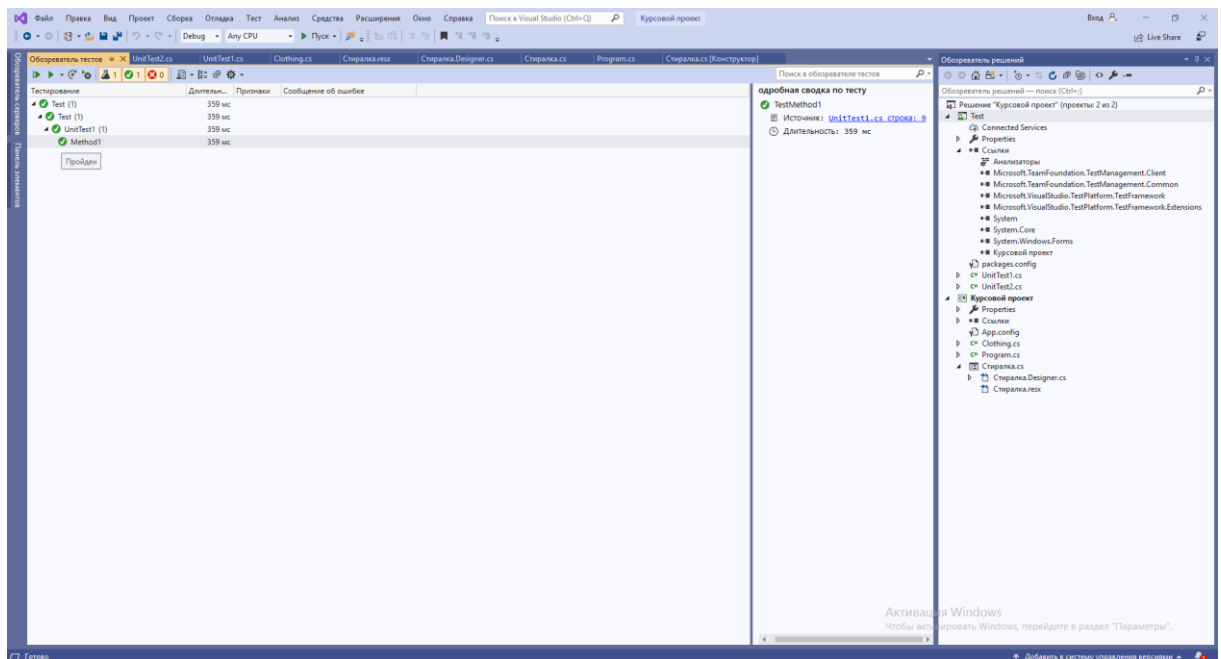 Файл Правка Вид Проект Сборка Отладка Тест Анализ Средства Расширения Окно Справка Поиск в Visual Studio (Ctrl+Q) Курсовой проект Вход
Debug Any CPU Пуск Live Share
Обозреватель серверов
Панель элементов
Обозреватель тестов UnitTest2.cs UnitTest1.cs Clothing.cs Стиралка.resx Стиралка.Designer.cs Стиралка.cs Program.cs Стиралка.cs [Конструктор]
1 1 0 Поиск в обозревателе тестов
Тестирование Длительн... Признаки Сообщение об ошибке
Test (1) 359 мс
Test (1) 359 мс
UnitTest1 (1) 359 мс
Method1 359 мс
Пройден
одробная сводка по тесту
TestMethod1
Источник: UnitTest1.cs строка: 9
Длительность: 359 мс
Обозреватель решений
Обозреватель решений — поиск (Ctrl+;)
Решение "Курсовой проект" (проекты: 2 из 2)
Test
Connected Services
Properties
Ссылки
Анализаторы
Microsoft.TeamFoundation.TestManagement.Client
Microsoft.TeamFoundation.TestManagement.Common
Microsoft.VisualStudio.TestPlatform.TestFramework
Microsoft.VisualStudio.TestPlatform.TestFramework.Extensions
System
System.Core
System.Windows.Forms
Курсовой проект
packages.config
UnitTest1.cs
UnitTest2.cs
Курсовой проект
Properties
Ссылки
App.config
Clothing.cs
Program.cs
Стиралка.cs
Стиралка.Designer.cs
Стиралка.resx
Активация Windows
Чтобы активировать Windows, перейдите в раздел "Параметры".
Готово Добавить в систему управления версиями